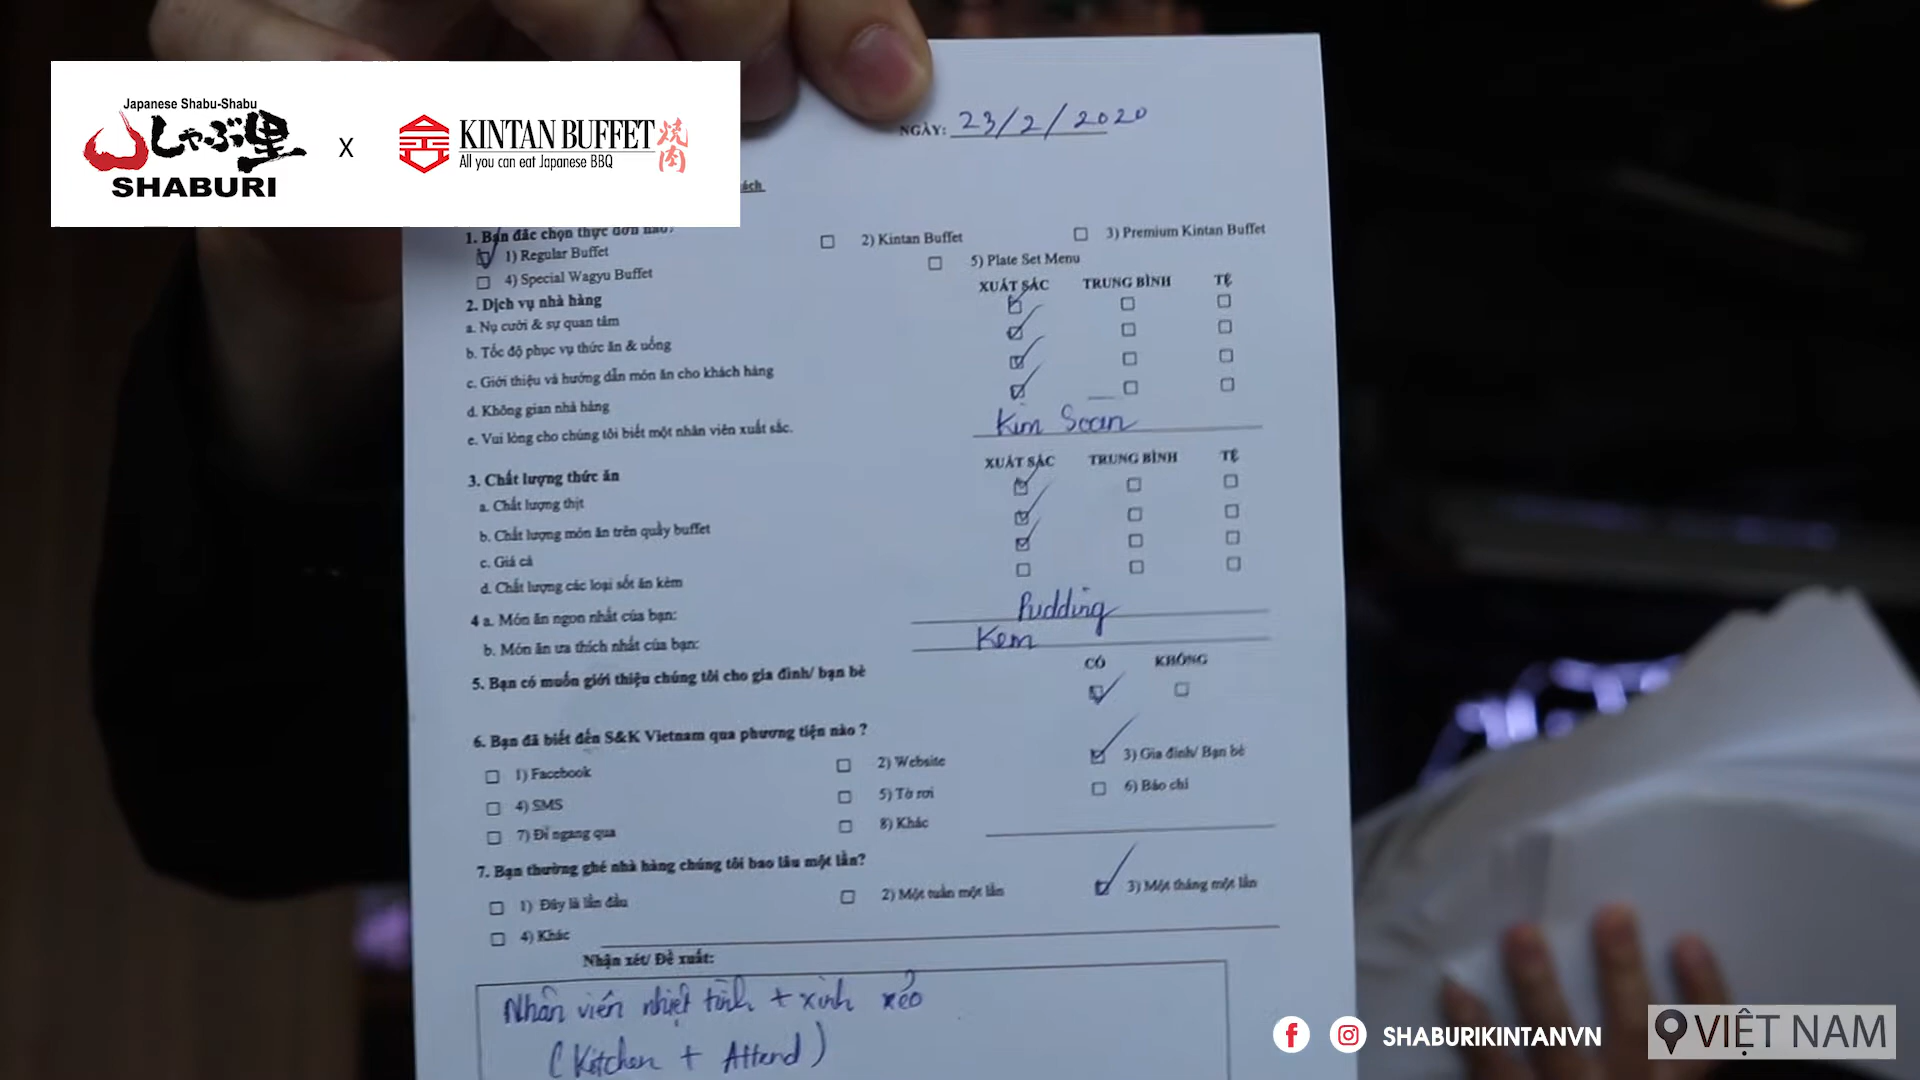 Japanese Shabu-Shabu
しゃぶ里
SHABURI
X
KINTAN BUFFET 焼肉
All you can eat Japanese BBQ
NGÀY: 23/2/2020
ách
1. Bạn đâc chọn thực đơn nào?
1) Regular Buffet
2) Kintan Buffet
3) Premium Kintan Buffet
4) Special Wagyu Buffet
5) Plate Set Menu
2. Dịch vụ nhà hàng
XUẤT SẮC TRUNG BÌNH TỆ
a. Nụ cười & sự quan tâm
b. Tốc độ phục vụ thức ăn & uống
c. Giới thiệu và hướng dẫn món ăn cho khách hàng
d. Không gian nhà hàng
e. Vui lòng cho chúng tôi biết một nhân viên xuất sắc. Kim Soan
3. Chất lượng thức ăn
XUẤT SẮC TRUNG BÌNH TỆ
a. Chất lượng thịt
b. Chất lượng món ăn trên quầy buffet
c. Giá cả
d. Chất lượng các loại sốt ăn kèm
4 a. Món ăn ngon nhất của bạn: Pudding
b. Món ăn ưa thích nhất của bạn: Kem
CÓ KHÔNG
5. Bạn có muốn giới thiệu chúng tôi cho gia đình/ bạn bè
6. Bạn đã biết đến S&K Vietnam qua phương tiện nào ?
1) Facebook 2) Website 3) Gia đình/ Bạn bè
4) SMS 5) Tờ rơi 6) Báo chí
7) Đi ngang qua 8) Khác
7. Bạn thường ghé nhà hàng chúng tôi bao lâu một lần?
1) Đây là lần đầu 2) Một tuần một lần 3) Một tháng một lần
4) Khác
Nhận xét/ Đề xuất:
Nhân viên nhiệt tình + xinh xẻo
(Kitchen + Attend)
SHABURIKINTANVN
VIỆT NAM